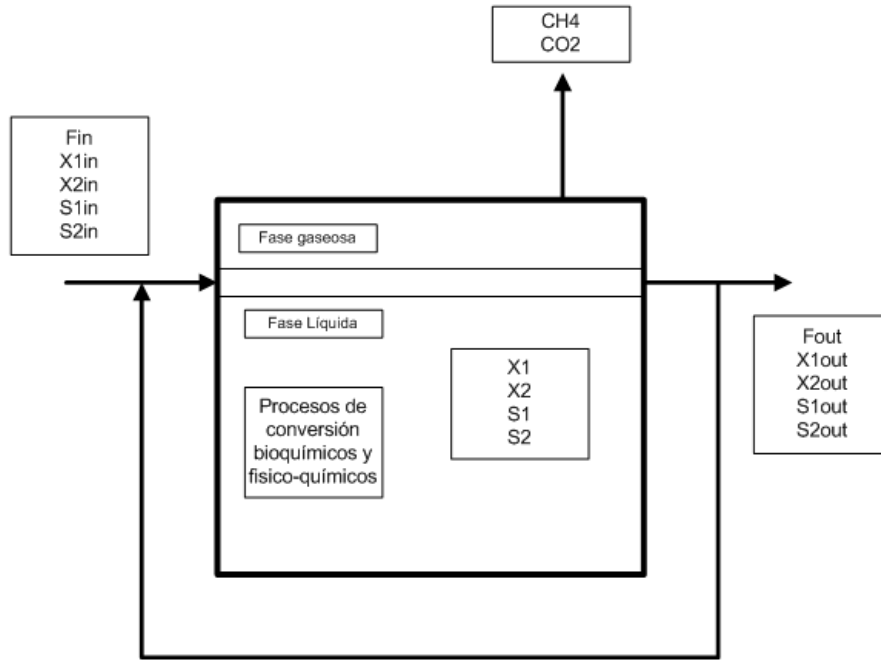 CH4
CO2
Fin
X1in
X2in
S1in
S2in
Fase gaseosa
Fase Líquida
X1
X2
S1
S2
Procesos de
conversión
bioquímicos y
fisico-químicos
Fout
X1out
X2out
S1out
S2out